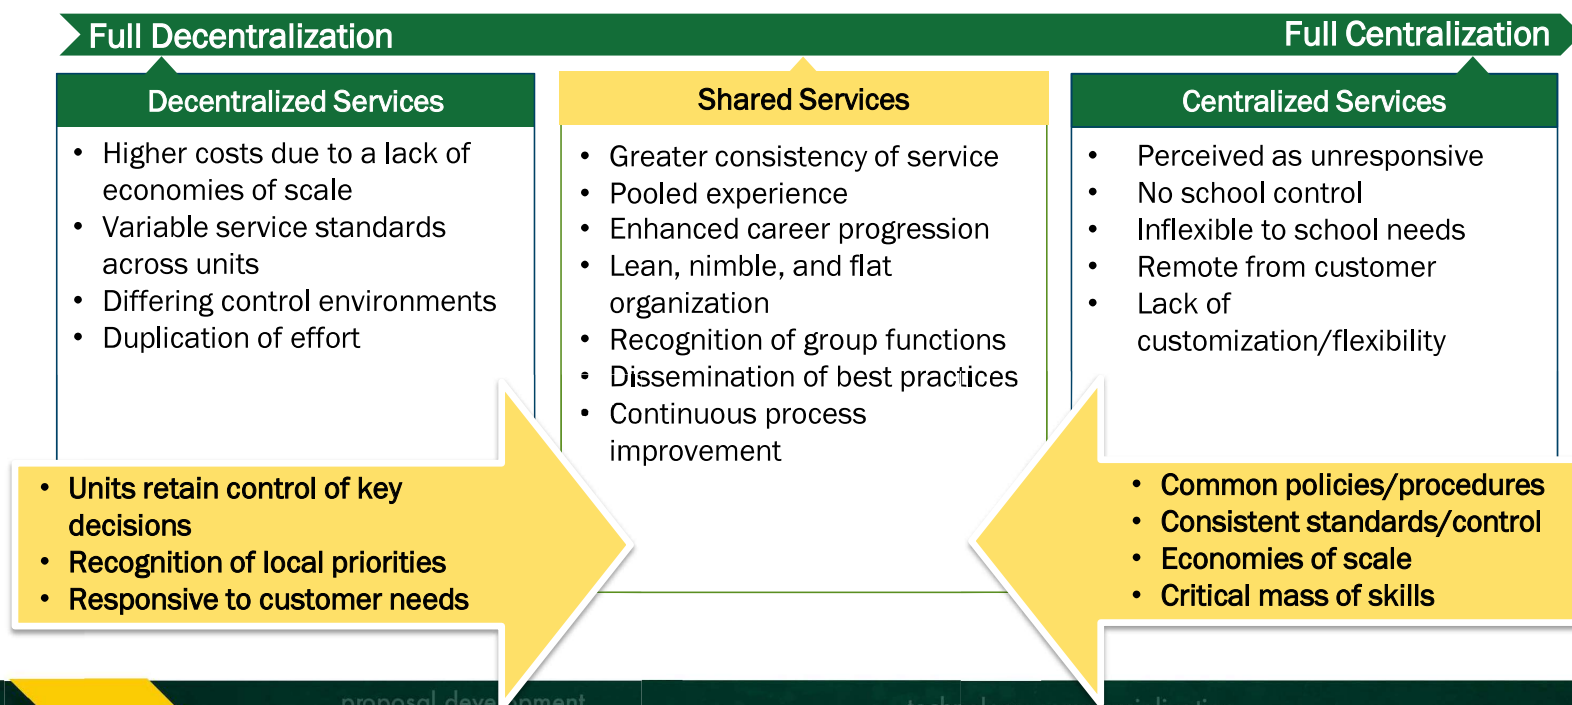 Full Decentralization
Full Centralization
Decentralized Services
• Higher costs due to a lack of
economies of scale
• Variable service standards
across units
• Differing control environments
• Duplication of effort
• Units retain control of key
decisions
• Recognition of local priorities
• Responsive to customer needs
Shared Services
• Greater consistency of service
• Pooled experience
• Enhanced career progression
• Lean, nimble, and flat
organization
• Recognition of group functions
• Dissemination of best practices
• Continuous process
improvement
Centralized Services
• Perceived as unresponsive
• No school control
• Inflexible to school needs
• Remote from customer
• Lack of
customization/flexibility
• Common policies/procedures
• Consistent standards/control
• Economies of scale
• Critical mass of skills
proposal development